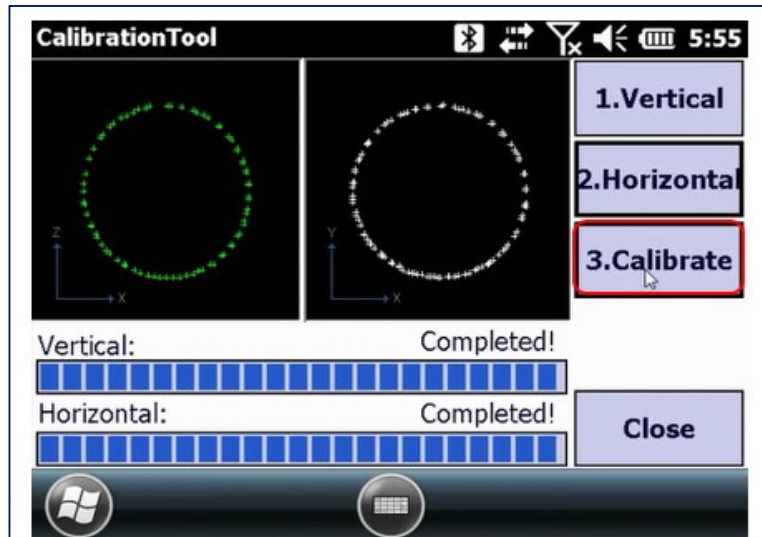 CalibrationTool 5:55
1.Vertical
2.Horizontal
3.Calibrate
Z
X
Y
X
Vertical: Completed!
Horizontal: Completed!
Close